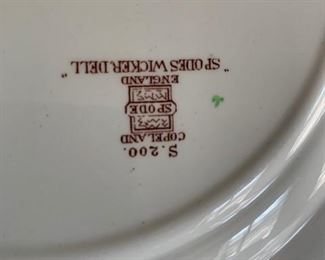 S.200.
COPELAND
SPODE
ENGLAND
"SPODES WICKER DELL"